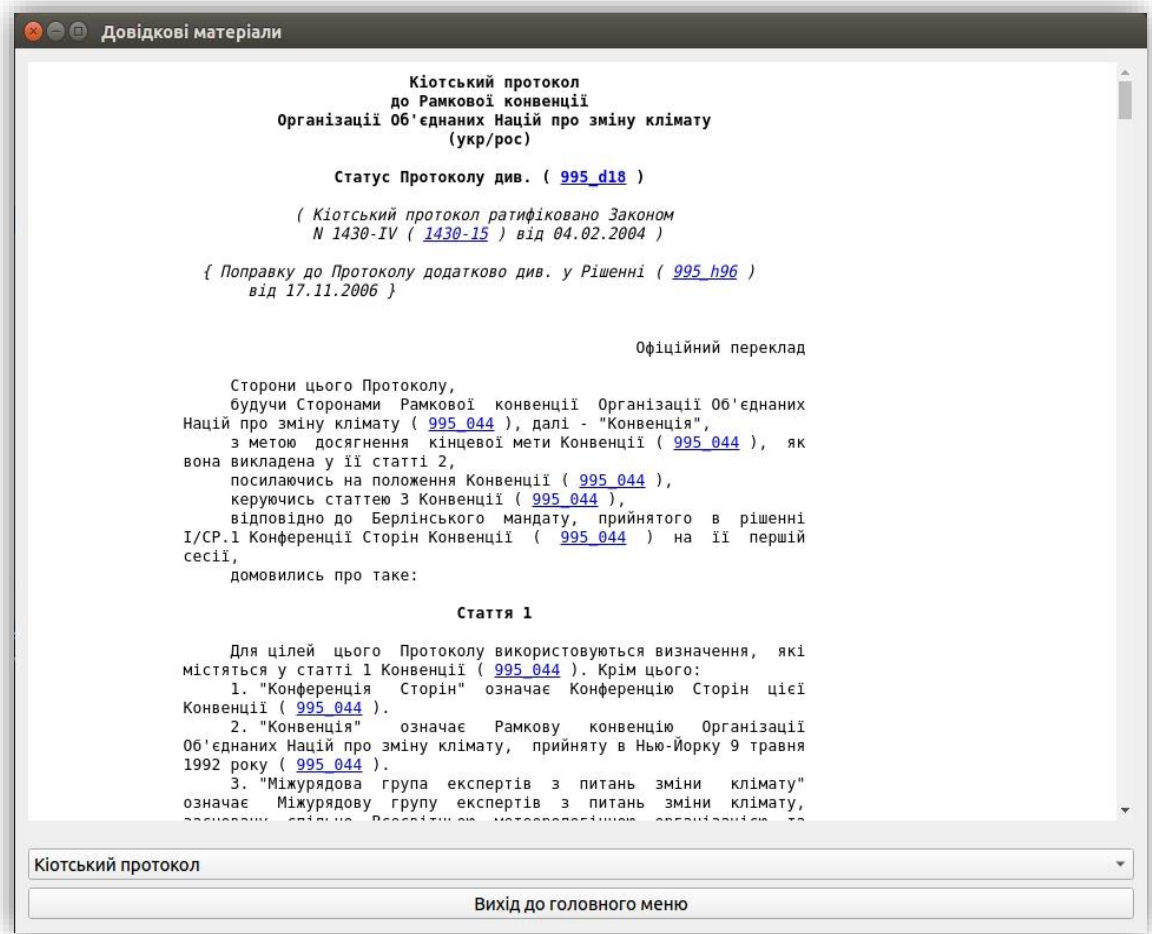 Довідкові матеріали
Кіотський протокол
до Рамкової конвенції
Організації Об'єднаних Націй про зміну клімату
(укр/рос)
Статус Протоколу див. ( 995_d18 )
( Кіотський протокол ратифіковано Законом
N 1430-IV ( 1430-15 ) від 04.02.2004 )
{ Поправку до Протоколу додатково див. у Рішенні ( 995_h96 )
від 17.11.2006 }
Офіційний переклад
Сторони цього Протоколу,
будучи Сторонами Рамкової конвенції Організації Об'єднаних
Націй про зміну клімату ( 995_044 ), далі - "Конвенція",
з метою досягнення кінцевої мети Конвенції ( 995_044 ), як
вона викладена у її статті 2,
посилаючись на положення Конвенції ( 995_044 ),
керуючись статтею 3 Конвенції ( 995_044 ),
відповідно до Берлінського мандату, прийнятого в рішенні
I/CP.1 Конференції Сторін Конвенції ( 995_044 ) на її першій
сесії,
домовились про таке:
Стаття 1
Для цілей цього Протоколу використовуються визначення, які
містяться у статті 1 Конвенції ( 995_044 ). Крім цього:
1. "Конференція Сторін" означає Конференцію Сторін цієї
Конвенції ( 995_044 ).
2. "Конвенція" означає Рамкову конвенцію Організації
Об'єднаних Націй про зміну клімату, прийняту в Нью-Йорку 9 травня
1992 року ( 995_044 ).
3. "Міжурядова група експертів з питань зміни клімату"
означає Міжурядову групу експертів з питань зміни клімату,
засновану спільно Всесвітньою метеорологічною організацією та
Кіотський протокол
Вихід до головного меню